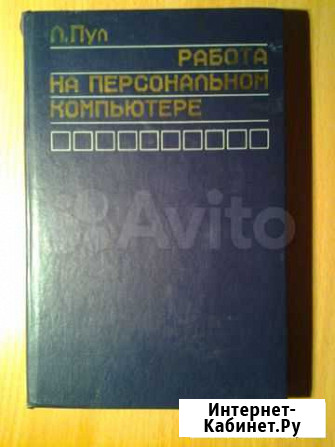 Л.Пул
РАБОТА
НА ПЕРСОНАЛЬНОМ
КОМПЬЮТЕРЕ
Avito
Интернет-
Кабинет.Ру